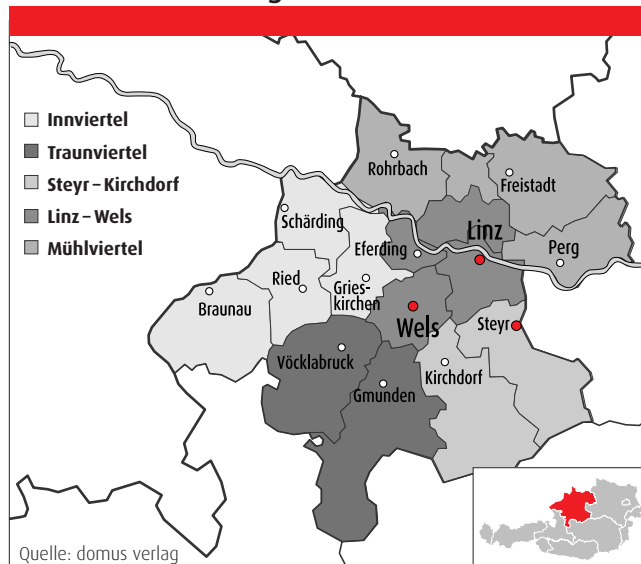 Innviertel
Traunviertel
Steyr – Kirchdorf
Linz – Wels
Mühlviertel
Rohrbach
Freistadt
Schärding
Linz
Eferding
Perg
Ried
Gries-
kirchen
Braunau
Wels
Steyr
Vöcklabruck
Kirchdorf
Gmunden
Quelle: domus verlag